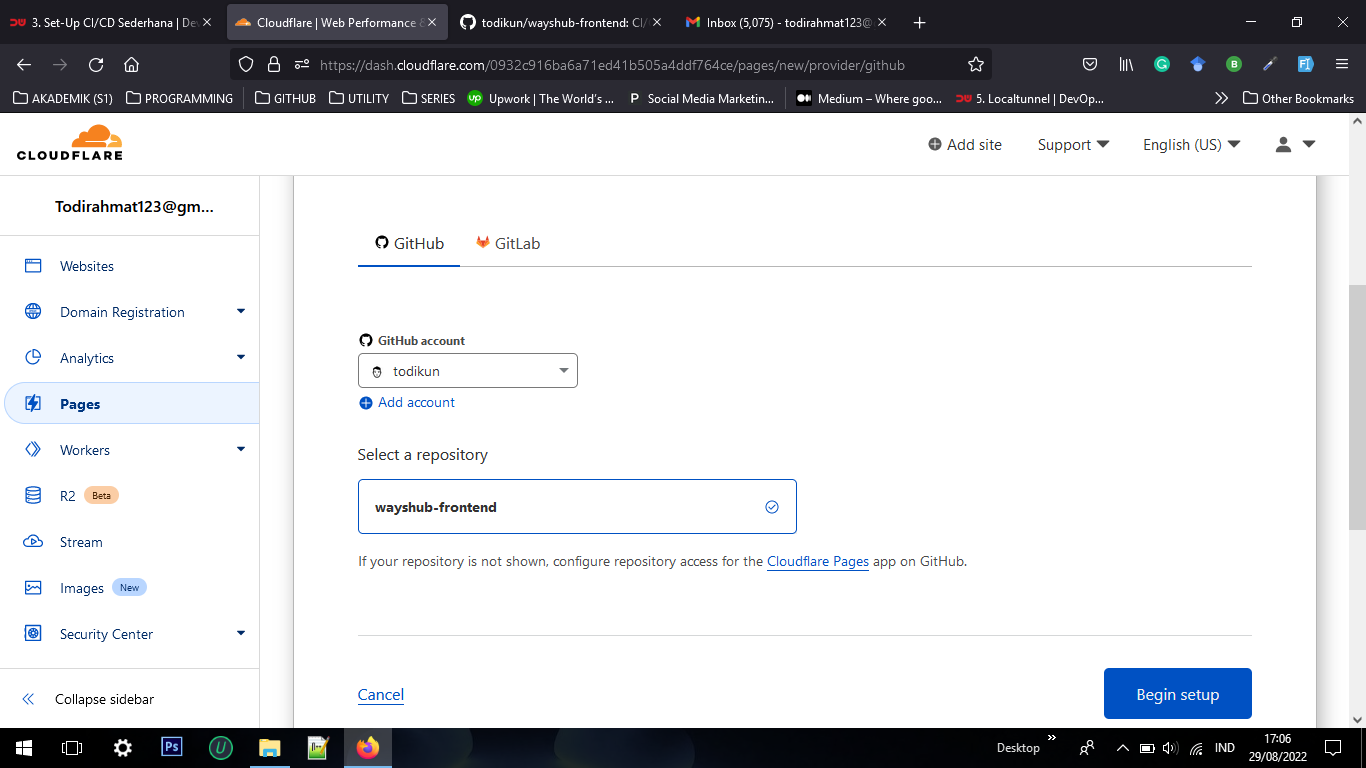 3. Set-Up CI/CD Sederhana | De
Cloudflare | Web Performance &
todikun/wayshub-frontend: CI/
Inbox (5,075) - todirahmat123@
https://dash.cloudflare.com/0932c916ba6a71ed41b505a4ddf764ce/pages/new/provider/github
AKADEMIK (S1)
PROGRAMMING
GITHUB
UTILITY
SERIES
Upwork | The World's ...
Social Media Marketin...
Medium – Where goo...
5. Localtunnel | DevOp...
Other Bookmarks
CLOUDFLARE
Add site
Support
English (US)
Todirahmat123@gm...
Websites
Domain Registration
Analytics
Pages
Workers
R2 Beta
Stream
Images New
Security Center
Collapse sidebar
GitHub
GitLab
GitHub account
todikun
Add account
Select a repository
wayshub-frontend
If your repository is not shown, configure repository access for the Cloudflare Pages app on GitHub.
Cancel
Begin setup
Ps
Desktop
IND
17:06
29/08/2022